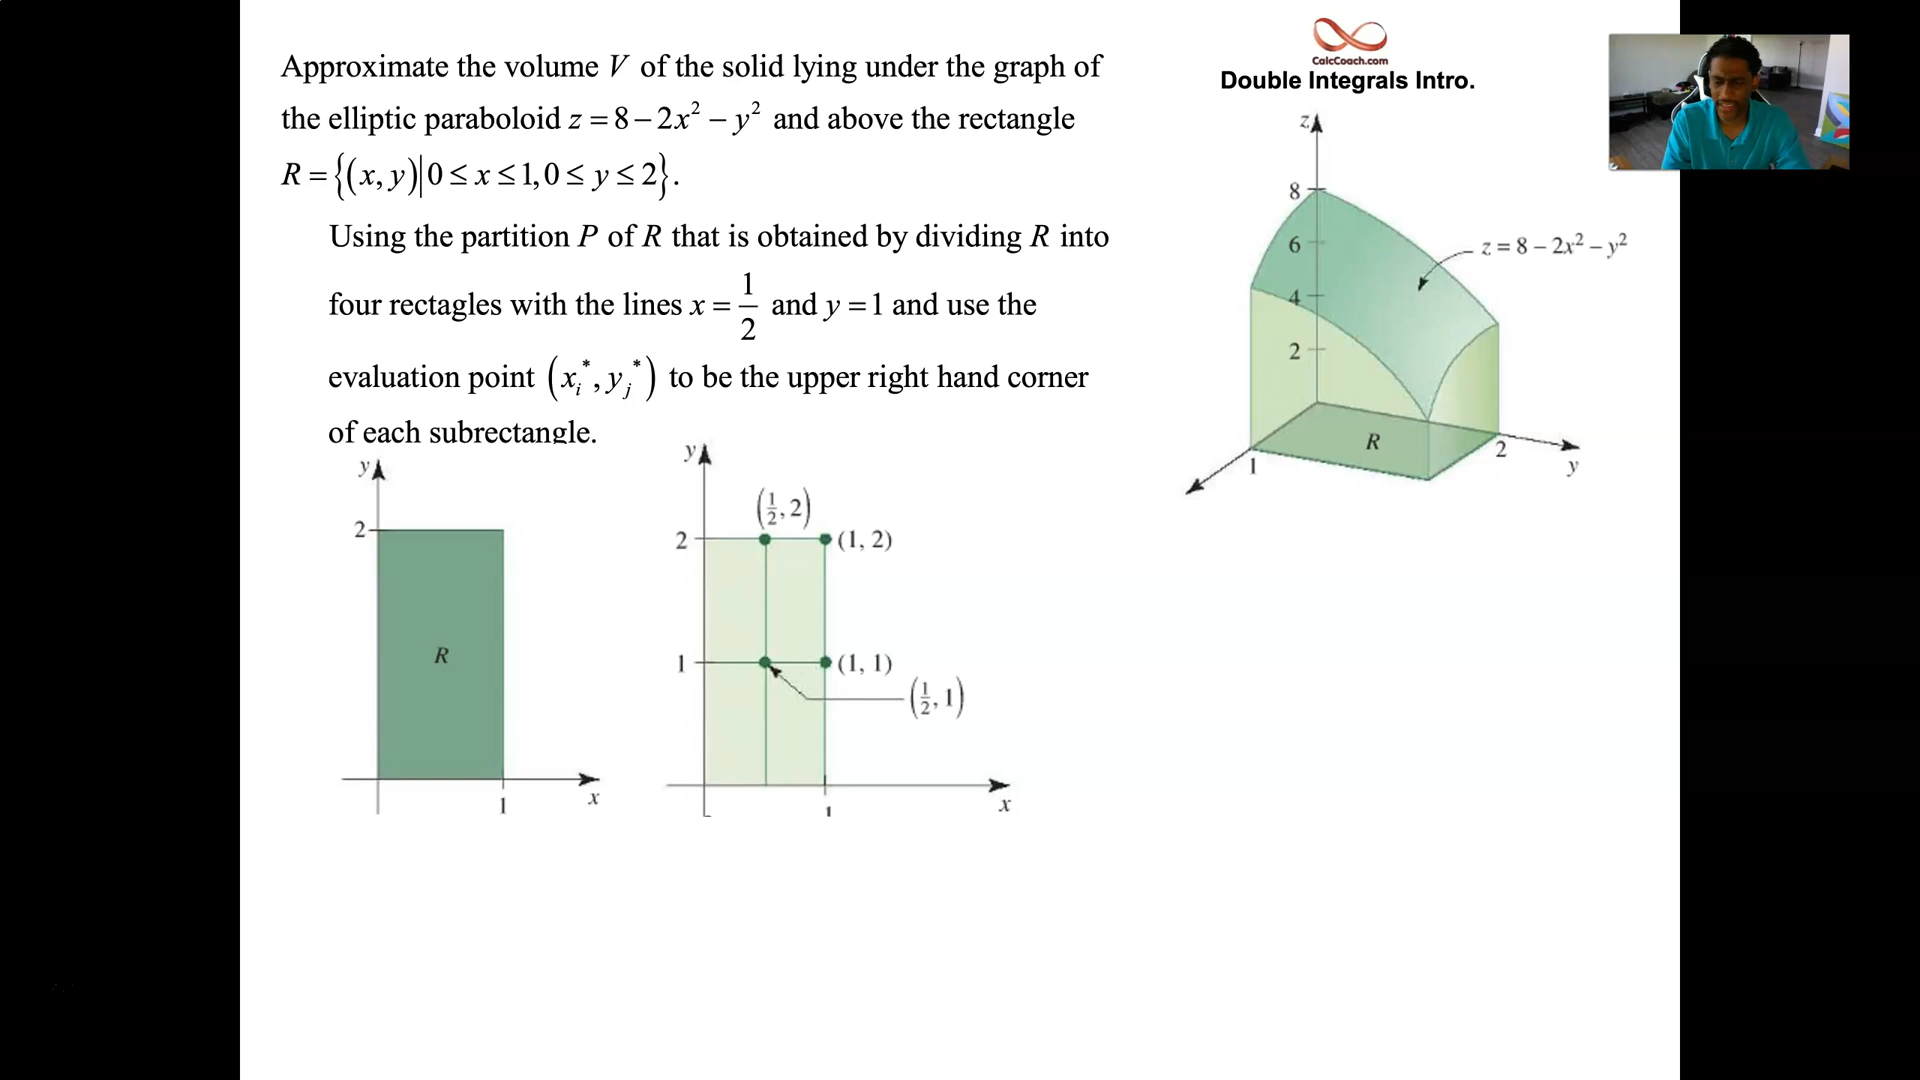 Approximate the volume V of the solid lying under the graph of
the elliptic paraboloid z = 8 − 2x² − y² and above the rectangle
R = {(x, y)|0 ≤ x ≤ 1, 0 ≤ y ≤ 2}.
Using the partition P of R that is obtained by dividing R into
four rectagles with the lines x = 1/2 and y = 1 and use the
evaluation point (xᵢ*, yⱼ*) to be the upper right hand corner
of each subrectangle.
CalcCoach.com
Double Integrals Intro.
z
8
6
4
2
z = 8 − 2x² − y²
R
1
2
y
y
2
R
1
x
y
(1/2, 2)
2
(1, 2)
1
(1, 1)
(1/2, 1)
1
x